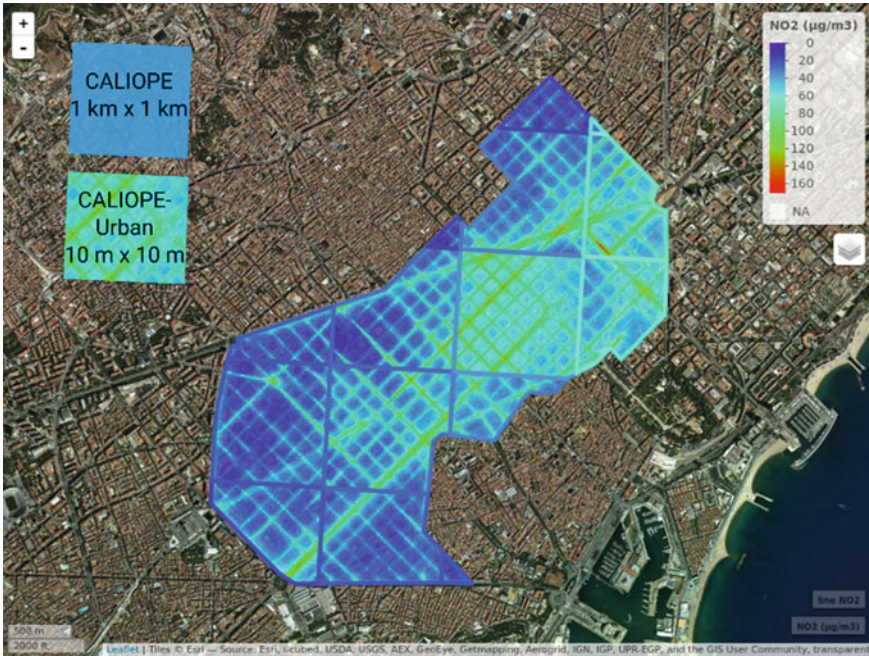 +
-
CALIOPE
1 km x 1 km
CALIOPE-
Urban
10 m x 10 m
NO2 (µg/m3)
0
20
40
60
80
100
120
140
160
NA
line NO2
NO2 (µg/m3)
500 m
2000 ft
Leaflet | Tiles © Esri — Source: Esri, i-cubed, USDA, USGS, AEX, GeoEye, Getmapping, Aerogrid, IGN, IGP, UPR-EGP, and the GIS User Community, transparent